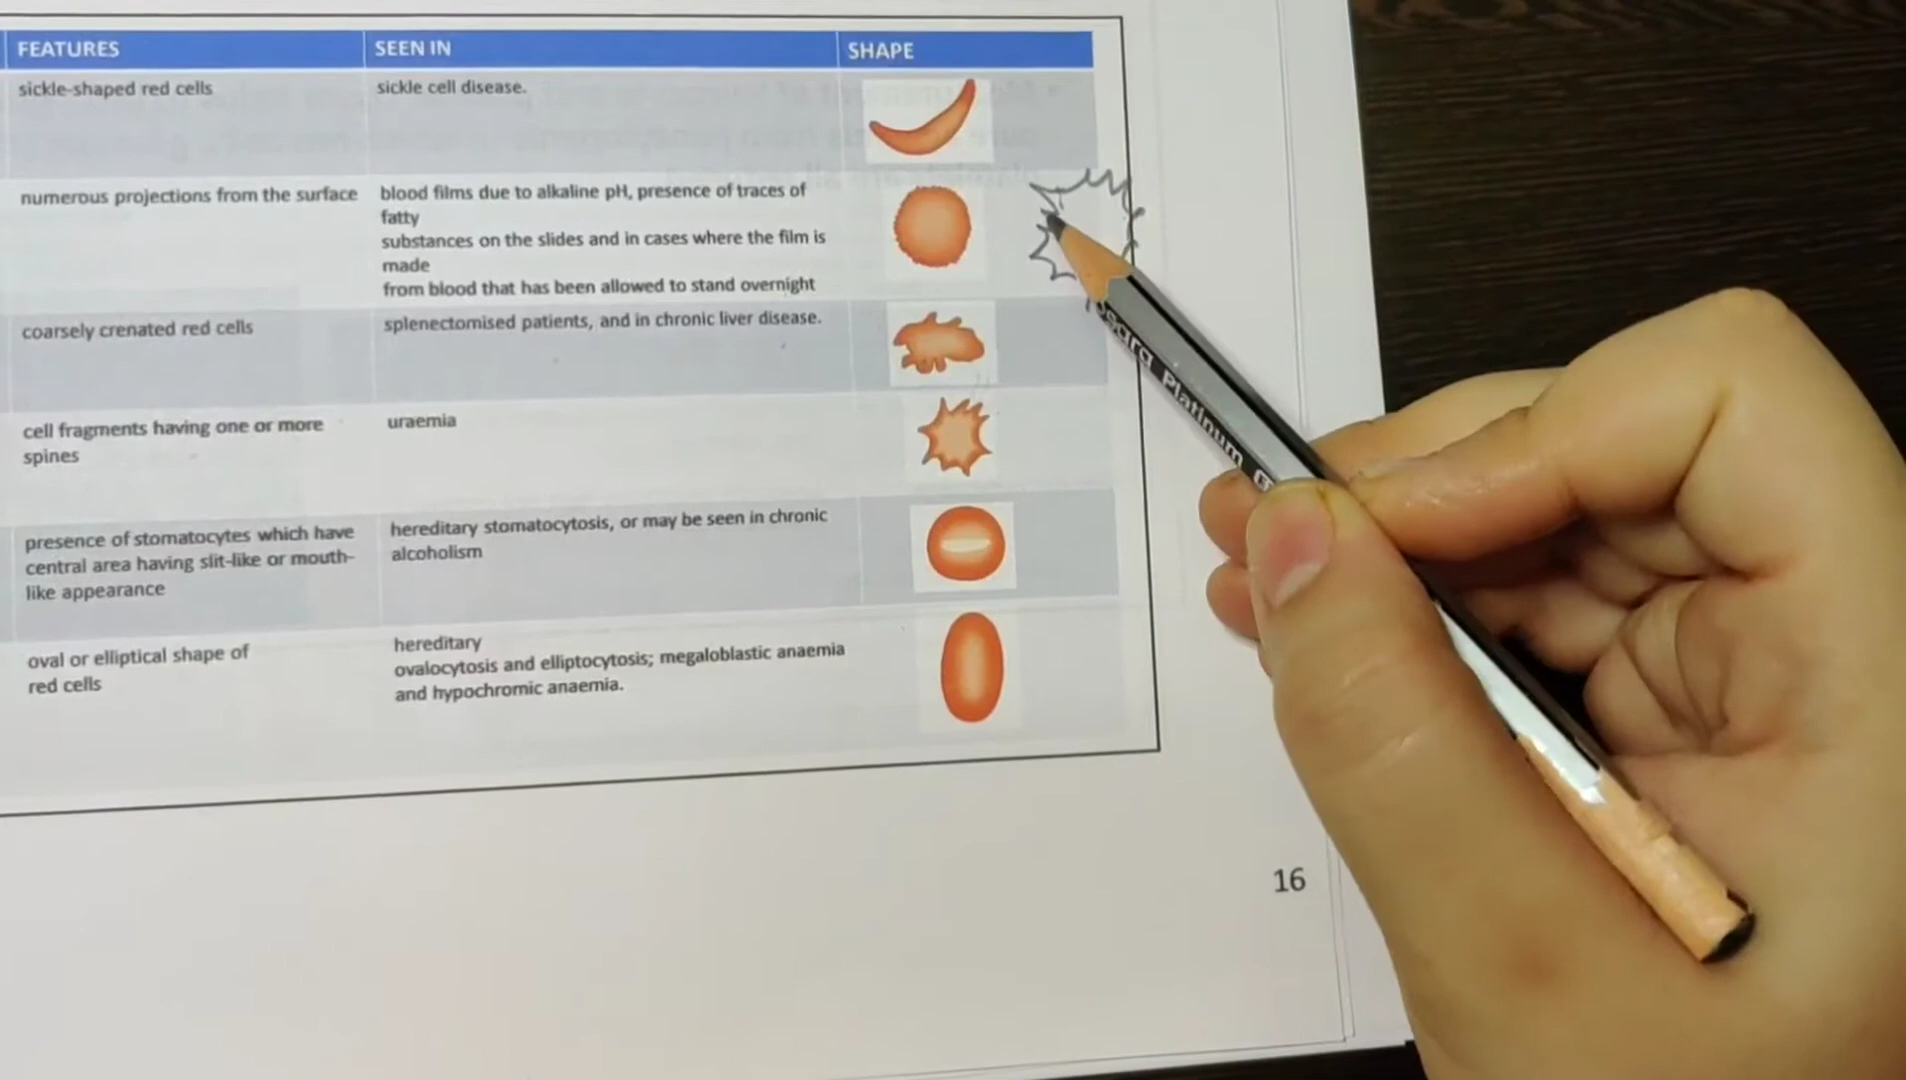 FEATURES SEEN IN SHAPE
sickle-shaped red cells
sickle cell disease.
numerous projections from the surface
blood films due to alkaline pH, presence of traces of
fatty
substances on the slides and in cases where the film is
made
from blood that has been allowed to stand overnight
coarsely crenated red cells
splenectomised patients, and in chronic liver disease.
cell fragments having one or more
spines
uraemia
presence of stomatocytes which have
central area having slit-like or mouth-
like appearance
hereditary stomatocytosis, or may be seen in chronic
alcoholism
oval or elliptical shape of
red cells
hereditary
ovalocytosis and elliptocytosis; megaloblastic anaemia
and hypochromic anaemia.
Platinum
16